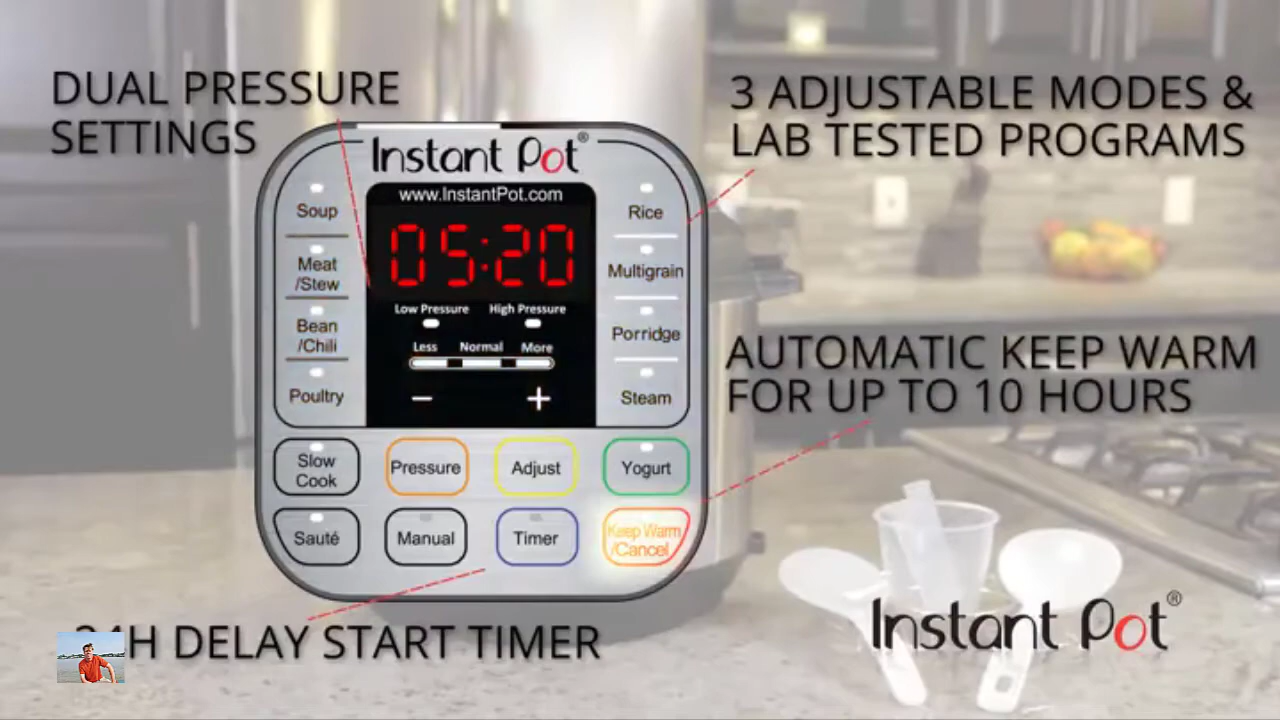 DUAL PRESSURE
SETTINGS
3 ADJUSTABLE MODES &
LAB TESTED PROGRAMS
Instant Pot®
www.InstantPot.com
05:20
Low Pressure High Pressure
Less Normal More
− +
Soup
Meat
/Stew
Bean
/Chili
Poultry
Rice
Multigrain
Porridge
Steam
Slow
Cook
Pressure
Adjust
Yogurt
Sauté
Manual
Timer
Keep Warm
/Cancel
AUTOMATIC KEEP WARM
FOR UP TO 10 HOURS
24H DELAY START TIMER
Instant Pot®